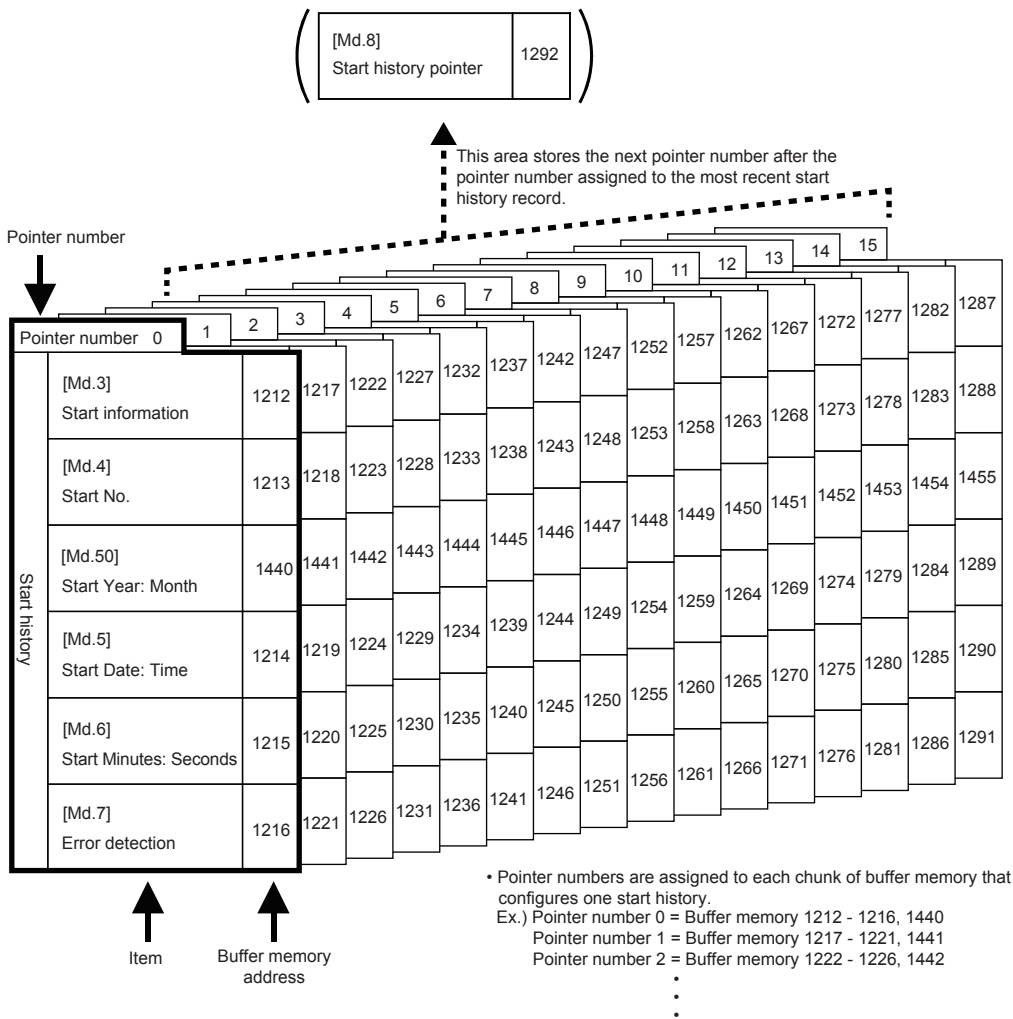 [Md.8]
Start history pointer
1292
This area stores the next pointer number after the
pointer number assigned to the most recent start
history record.
Pointer number
Pointer number 0 1 2 3 4 5 6 7 8 9 10 11 12 13 14 15
Start history
[Md.3]
Start information
1212 1217 1222 1227 1232 1237 1242 1247 1252 1257 1262 1267 1272 1277 1282 1287
[Md.4]
Start No.
1213 1218 1223 1228 1233 1238 1243 1248 1253 1258 1263 1268 1273 1278 1283 1288
[Md.50]
Start Year: Month
1440 1441 1442 1443 1444 1445 1446 1447 1448 1449 1450 1451 1452 1453 1454 1455
[Md.5]
Start Date: Time
1214 1219 1224 1229 1234 1239 1244 1249 1254 1259 1264 1269 1274 1279 1284 1289
[Md.6]
Start Minutes: Seconds
1215 1220 1225 1230 1235 1240 1245 1250 1255 1260 1265 1270 1275 1280 1285 1290
[Md.7]
Error detection
1216 1221 1226 1231 1236 1241 1246 1251 1256 1261 1266 1271 1276 1281 1286 1291
Item
Buffer memory
address
• Pointer numbers are assigned to each chunk of buffer memory that
configures one start history.
Ex.) Pointer number 0 = Buffer memory 1212 - 1216, 1440
Pointer number 1 = Buffer memory 1217 - 1221, 1441
Pointer number 2 = Buffer memory 1222 - 1226, 1442
•
•
•